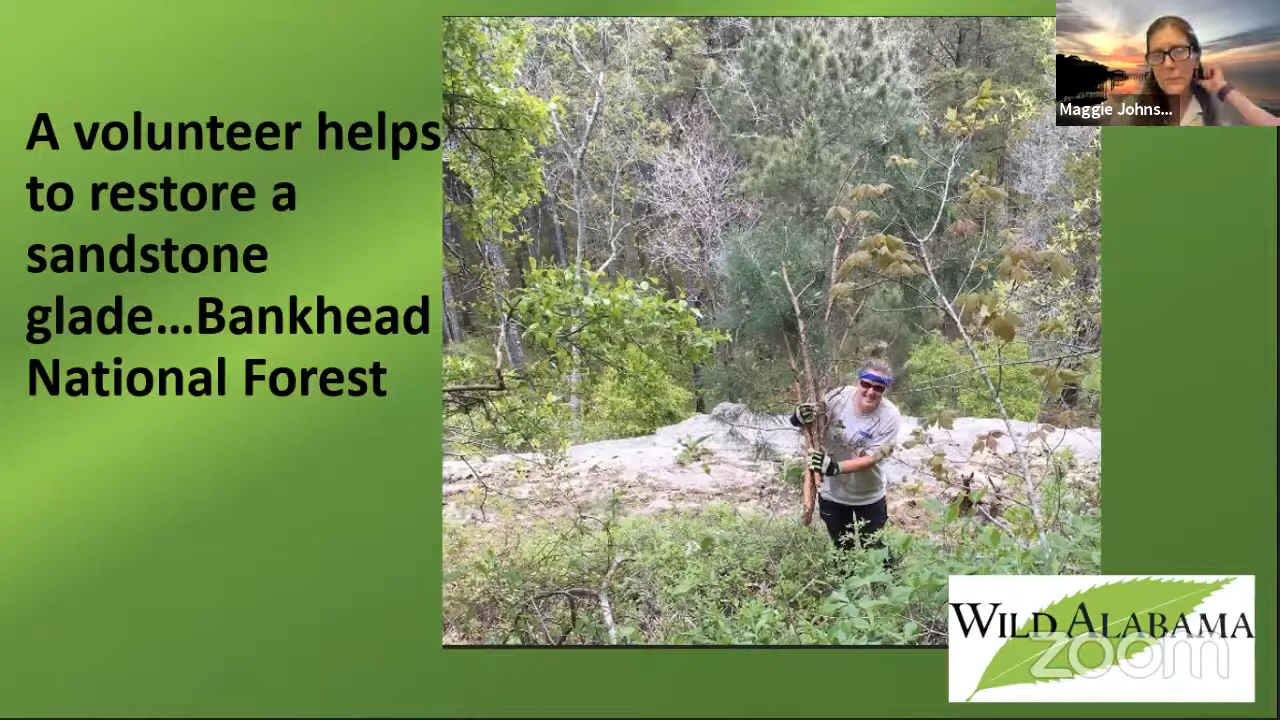 Maggie Johns...
A volunteer helps
to restore a
sandstone
glade...Bankhead
National Forest
WILD ALABAMA
zoom